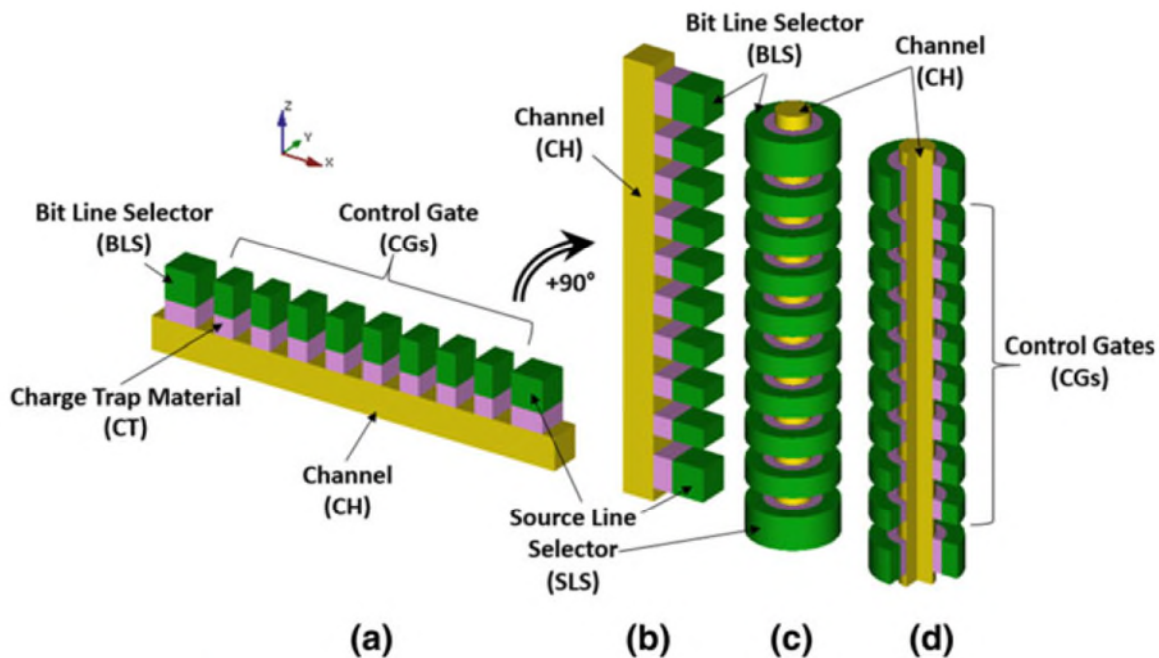 Bit Line Selector
(BLS)
Channel
(CH)
Channel
(CH)
Z
Y
X
Bit Line Selector
(BLS)
Control Gate
(CGs)
+90°
Control Gates
(CGs)
Charge Trap Material
(CT)
Channel
(CH)
Source Line
Selector
(SLS)
(a)
(b)
(c)
(d)